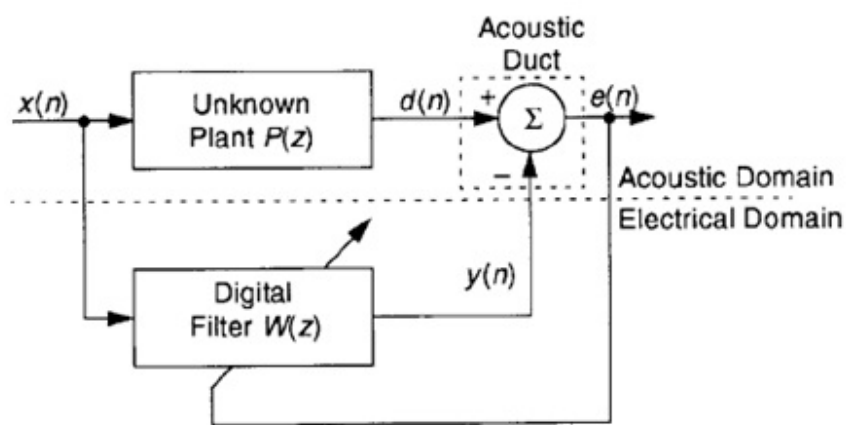 Acoustic
Duct
x(n)
Unknown
Plant P(z)
d(n)
+
Σ
e(n)
−
Acoustic Domain
Electrical Domain
Digital
Filter W(z)
y(n)